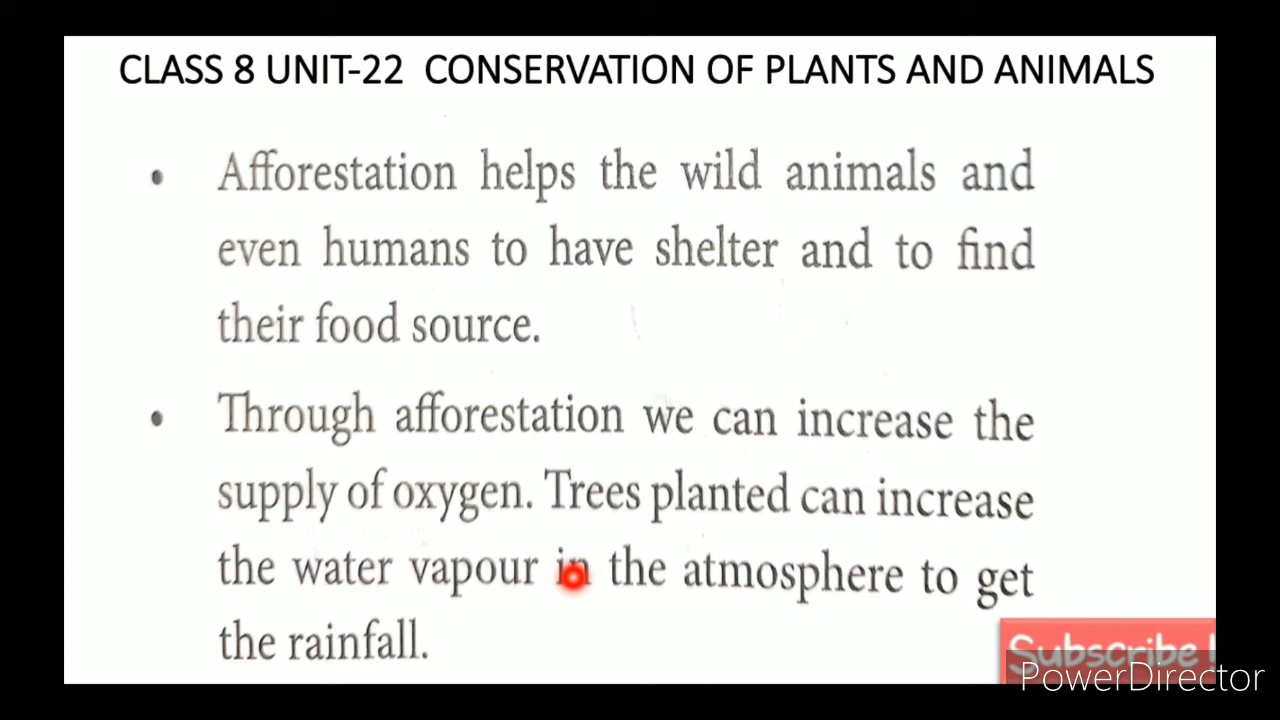 CLASS 8 UNIT-22 CONSERVATION OF PLANTS AND ANIMALS
• Afforestation helps the wild animals and
even humans to have shelter and to find
their food source.
• Through afforestation we can increase the
supply of oxygen. Trees planted can increase
the water vapour in the atmosphere to get
the rainfall.
Subscribe !
PowerDirector